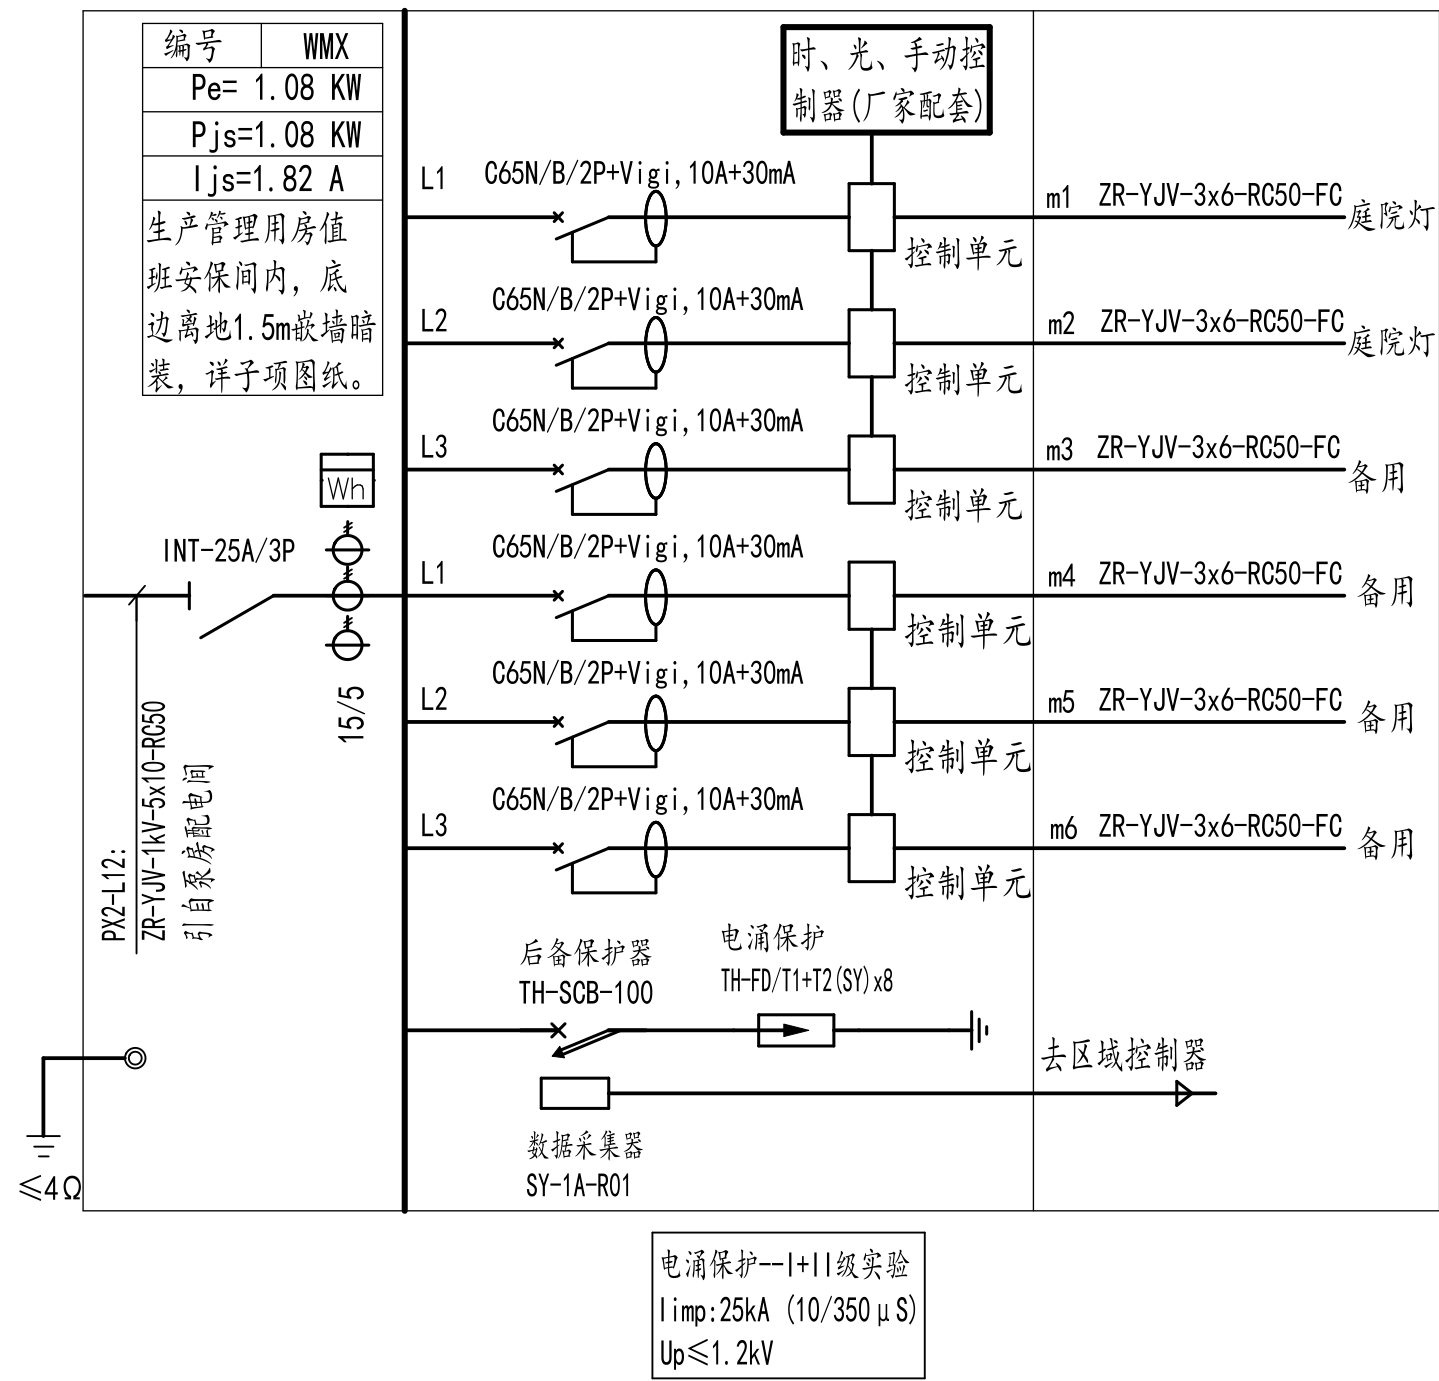 编号 WMX
Pe= 1.08 KW
Pjs=1.08 KW
Ijs=1.82 A
生产管理用房值
班安保间内，底
边离地1.5m嵌墙暗
装，详子项图纸。
时、光、手动控
制器(厂家配套)
L1 C65N/B/2P+Vigi,10A+30mA
控制单元
m1 ZR-YJV-3x6-RC50-FC
庭院灯
L2 C65N/B/2P+Vigi,10A+30mA
控制单元
m2 ZR-YJV-3x6-RC50-FC
庭院灯
L3 C65N/B/2P+Vigi,10A+30mA
控制单元
m3 ZR-YJV-3x6-RC50-FC
备用
L1 C65N/B/2P+Vigi,10A+30mA
控制单元
m4 ZR-YJV-3x6-RC50-FC
备用
L2 C65N/B/2P+Vigi,10A+30mA
控制单元
m5 ZR-YJV-3x6-RC50-FC
备用
L3 C65N/B/2P+Vigi,10A+30mA
控制单元
m6 ZR-YJV-3x6-RC50-FC
备用
Wh
INT-25A/3P
15/5
PX2-L12:
ZR-YJV-1kV-5x10-RC50
引自泵房配电间
后备保护器
TH-SCB-100
电涌保护
TH-FD/T1+T2(SY)x8
去区域控制器
数据采集器
SY-1A-R01
≤4Ω
电涌保护--I+II级实验
Iimp:25kA (10/350μS)
Up≤1.2kV